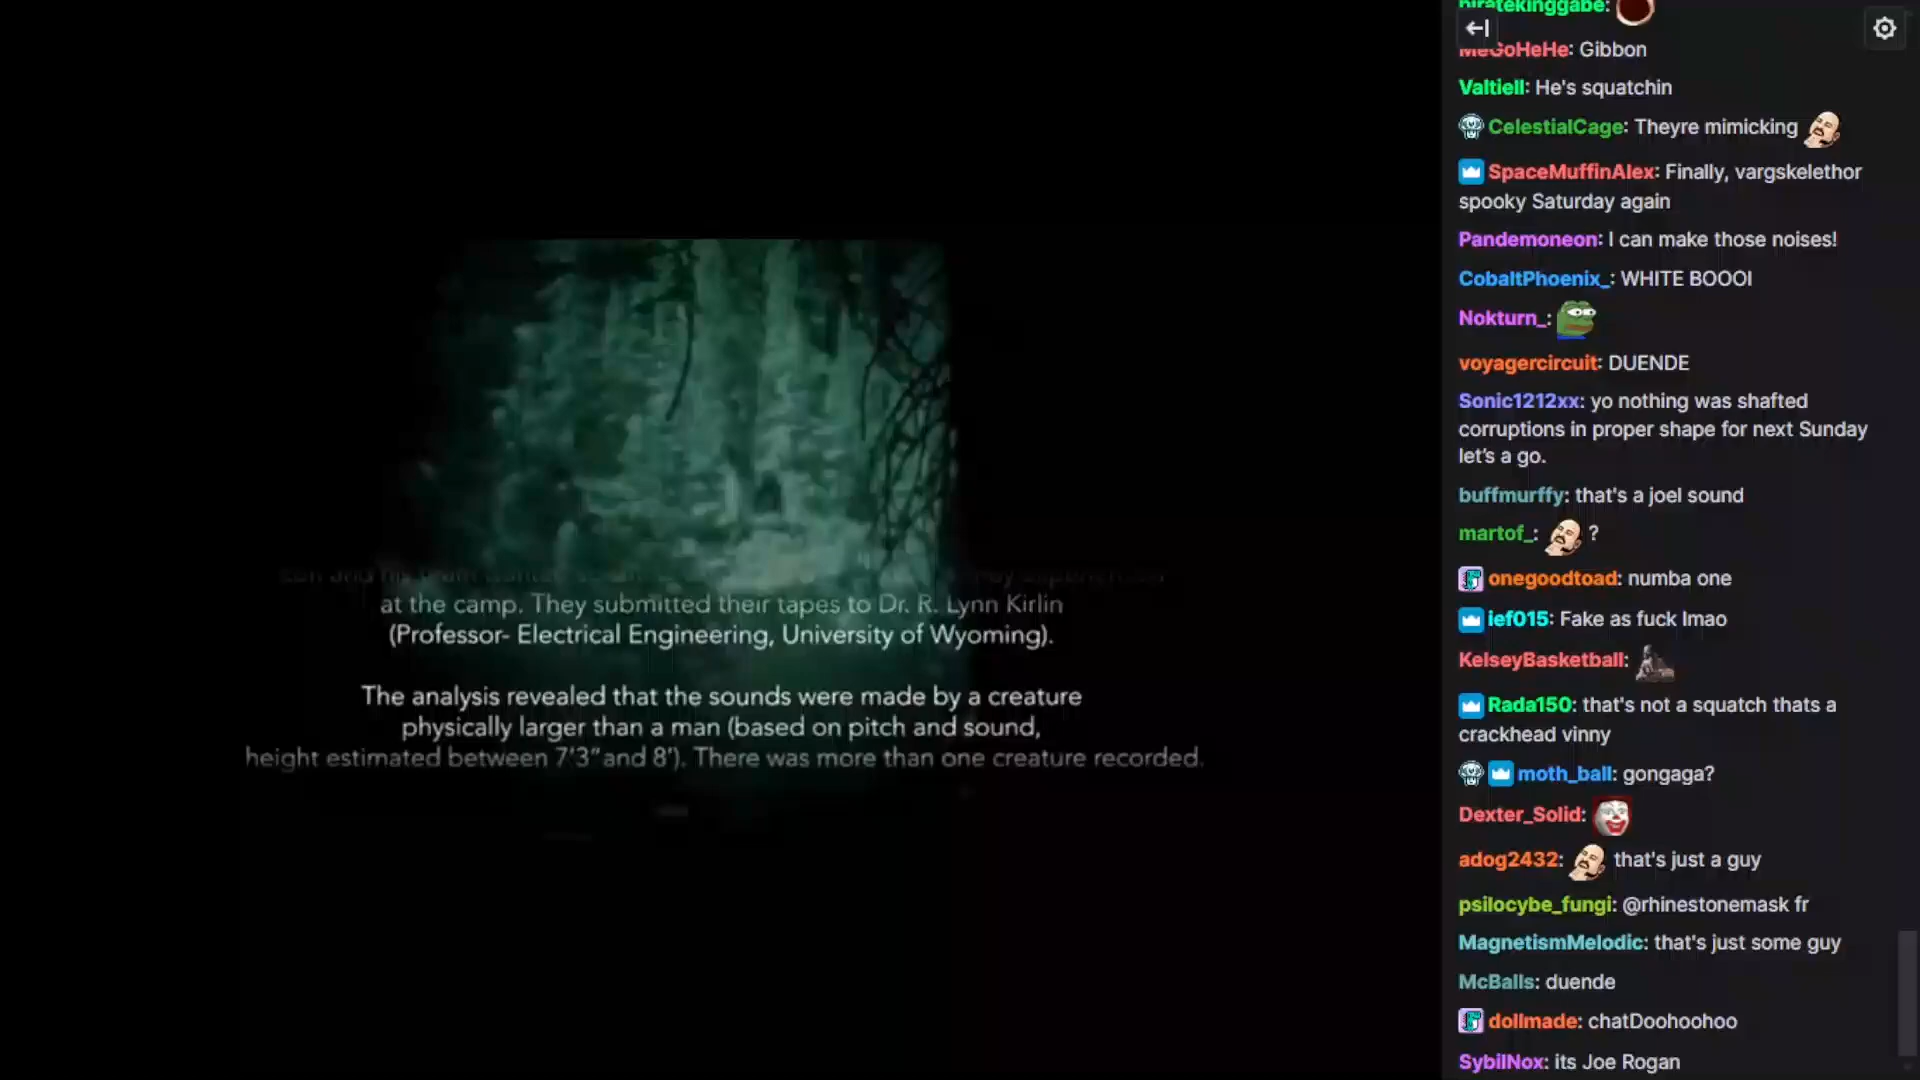 at the camp. They submitted their tapes to Dr. R. Lynn Kirlin
(Professor- Electrical Engineering, University of Wyoming).
The analysis revealed that the sounds were made by a creature
physically larger than a man (based on pitch and sound,
height estimated between 7'3"and 8'). There was more than one creature recorded.
piratekinggabe:
MeGoHeHe: Gibbon
Valtiell: He's squatchin
CelestialCage: Theyre mimicking
SpaceMuffinAlex: Finally, vargskelethor
spooky Saturday again
Pandemoneon: I can make those noises!
CobaltPhoenix_: WHITE BOOOI
Nokturn_:
voyagercircuit: DUENDE
Sonic1212xx: yo nothing was shafted
corruptions in proper shape for next Sunday
let's a go.
buffmurffy: that's a joel sound
martof_: ?
onegoodtoad: numba one
ief015: Fake as fuck lmao
KelseyBasketball:
Rada150: that's not a squatch thats a
crackhead vinny
moth_ball: gongaga?
Dexter_Solid:
adog2432: that's just a guy
psilocybe_fungi: @rhinestonemask fr
MagnetismMelodic: that's just some guy
McBalls: duende
dollmade: chatDoohoohoo
SybilNox: its Joe Rogan